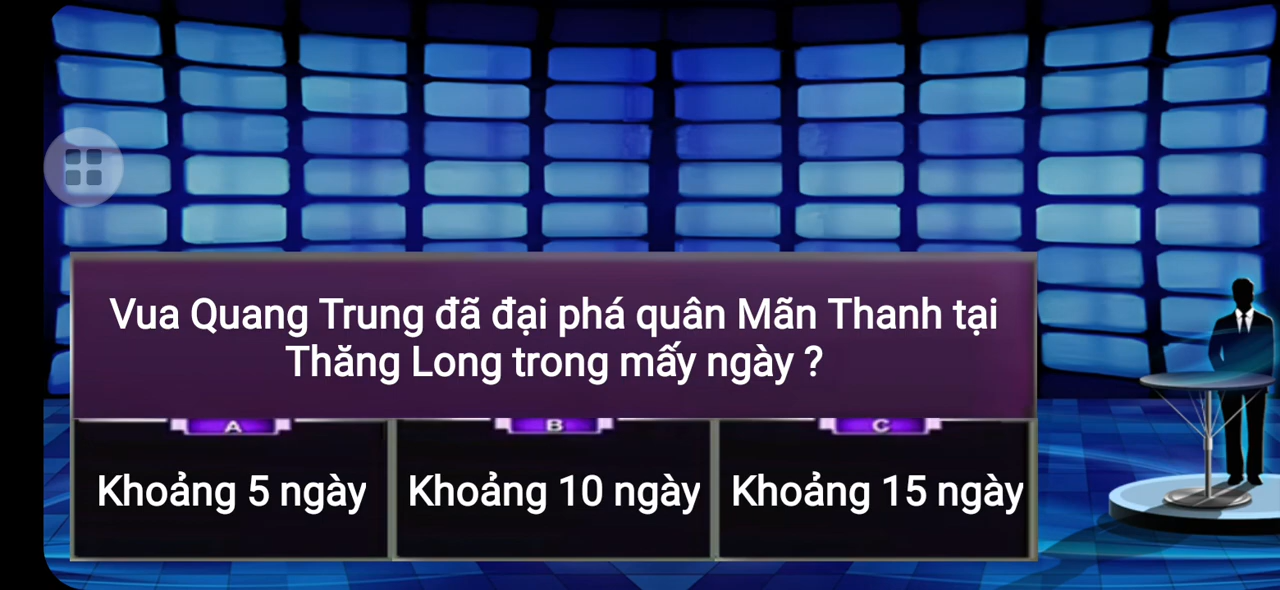 Vua Quang Trung đã đại phá quân Mãn Thanh tại
Thăng Long trong mấy ngày ?
A
B
C
Khoảng 5 ngày
Khoảng 10 ngày
Khoảng 15 ngày